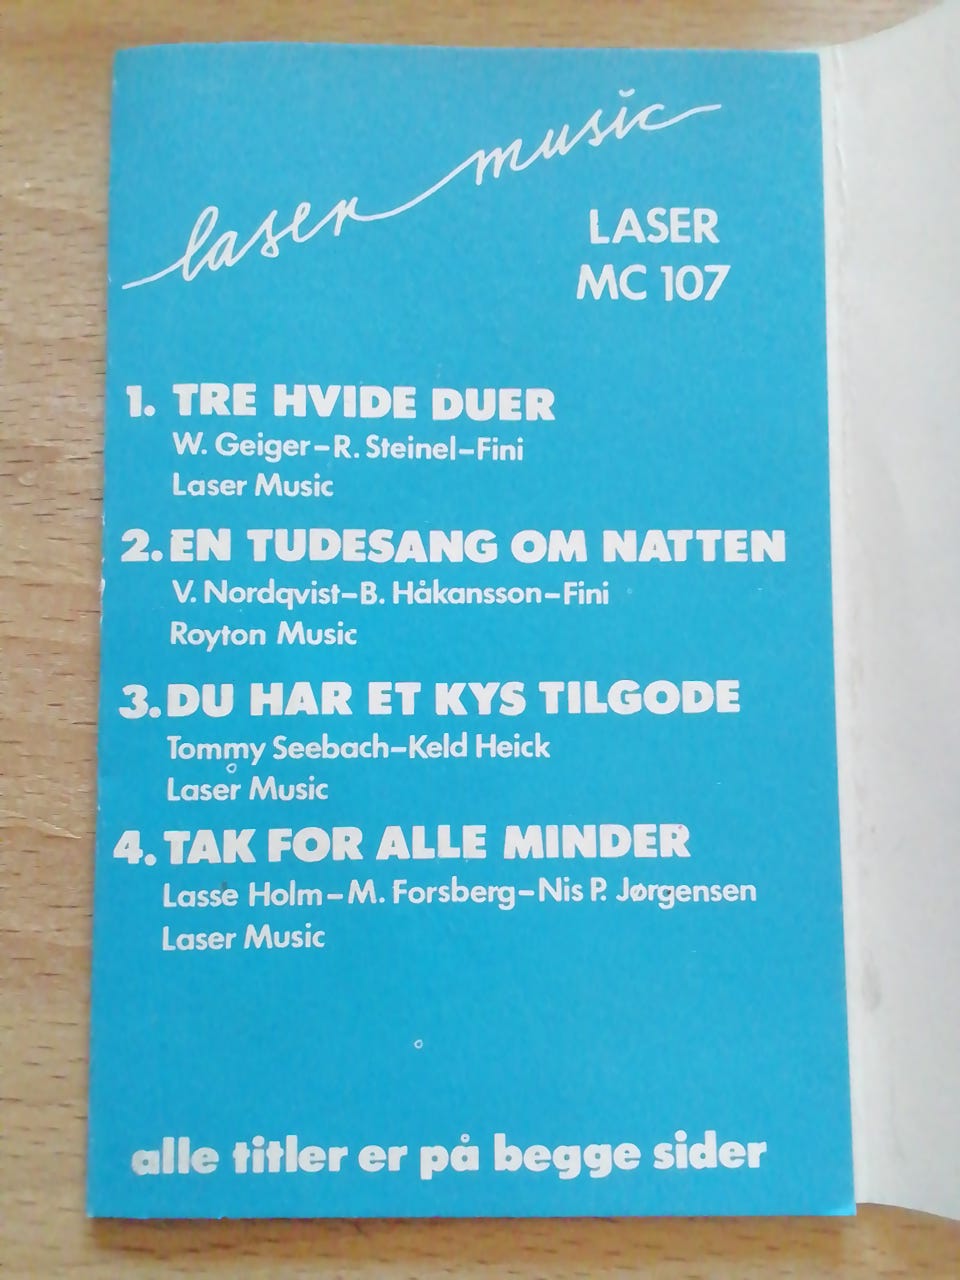 laser music
LASER
MC 107
1. TRE HVIDE DUER
W. Geiger–R. Steinel–Fini
Laser Music
2. EN TUDESANG OM NATTEN
V. Nordqvist–B. Håkansson–Fini
Royton Music
3. DU HAR ET KYS TILGODE
Tommy Seebach–Keld Heick
Laser Music
4. TAK FOR ALLE MINDER
Lasse Holm–M. Forsberg–Nis P. Jørgensen
Laser Music
alle titler er på begge sider